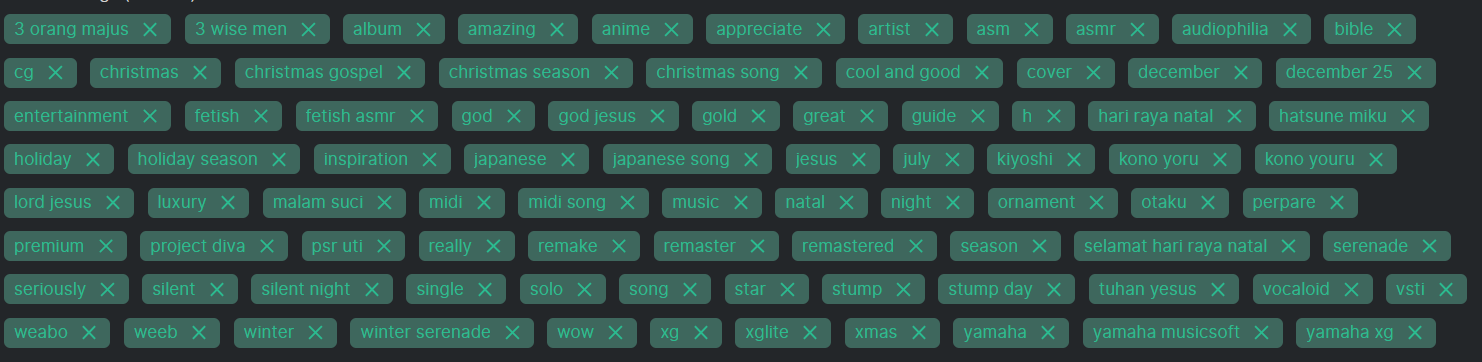 3 orang majus 3 wise men album amazing anime appreciate artist asm asmr audiophilia bible
cg christmas christmas gospel christmas season christmas song cool and good cover december december 25
entertainment fetish fetish asmr god god jesus gold great guide h hari raya natal hatsune miku
holiday holiday season inspiration japanese japanese song jesus july kiyoshi kono yoru kono youru
lord jesus luxury malam suci midi midi song music natal night ornament otaku perpare
premium project diva psr uti really remake remaster remastered season selamat hari raya natal serenade
seriously silent silent night single solo song star stump stump day tuhan yesus vocaloid vsti
weabo weeb winter winter serenade wow xg xglite xmas yamaha yamaha musicsoft yamaha xg